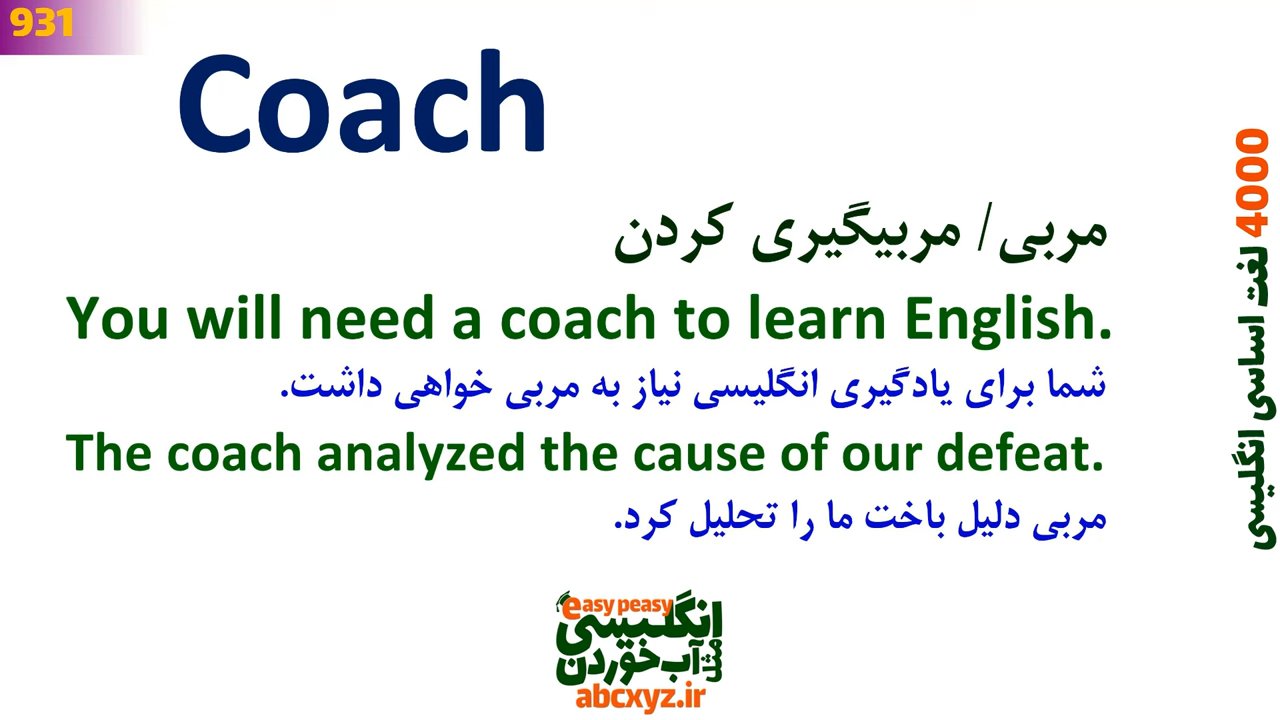 931
Coach
مربی/ مربیگیری کردن
You will need a coach to learn English.
شما برای یادگیری انگلیسی نیاز به مربی خواهی داشت.
The coach analyzed the cause of our defeat.
مربی دلیل باخت ما را تحلیل کرد.
4000 لغت اساسی انگلیسی
easy peasy
انگلیسی
مثل آب خوردن
abcxyz.ir